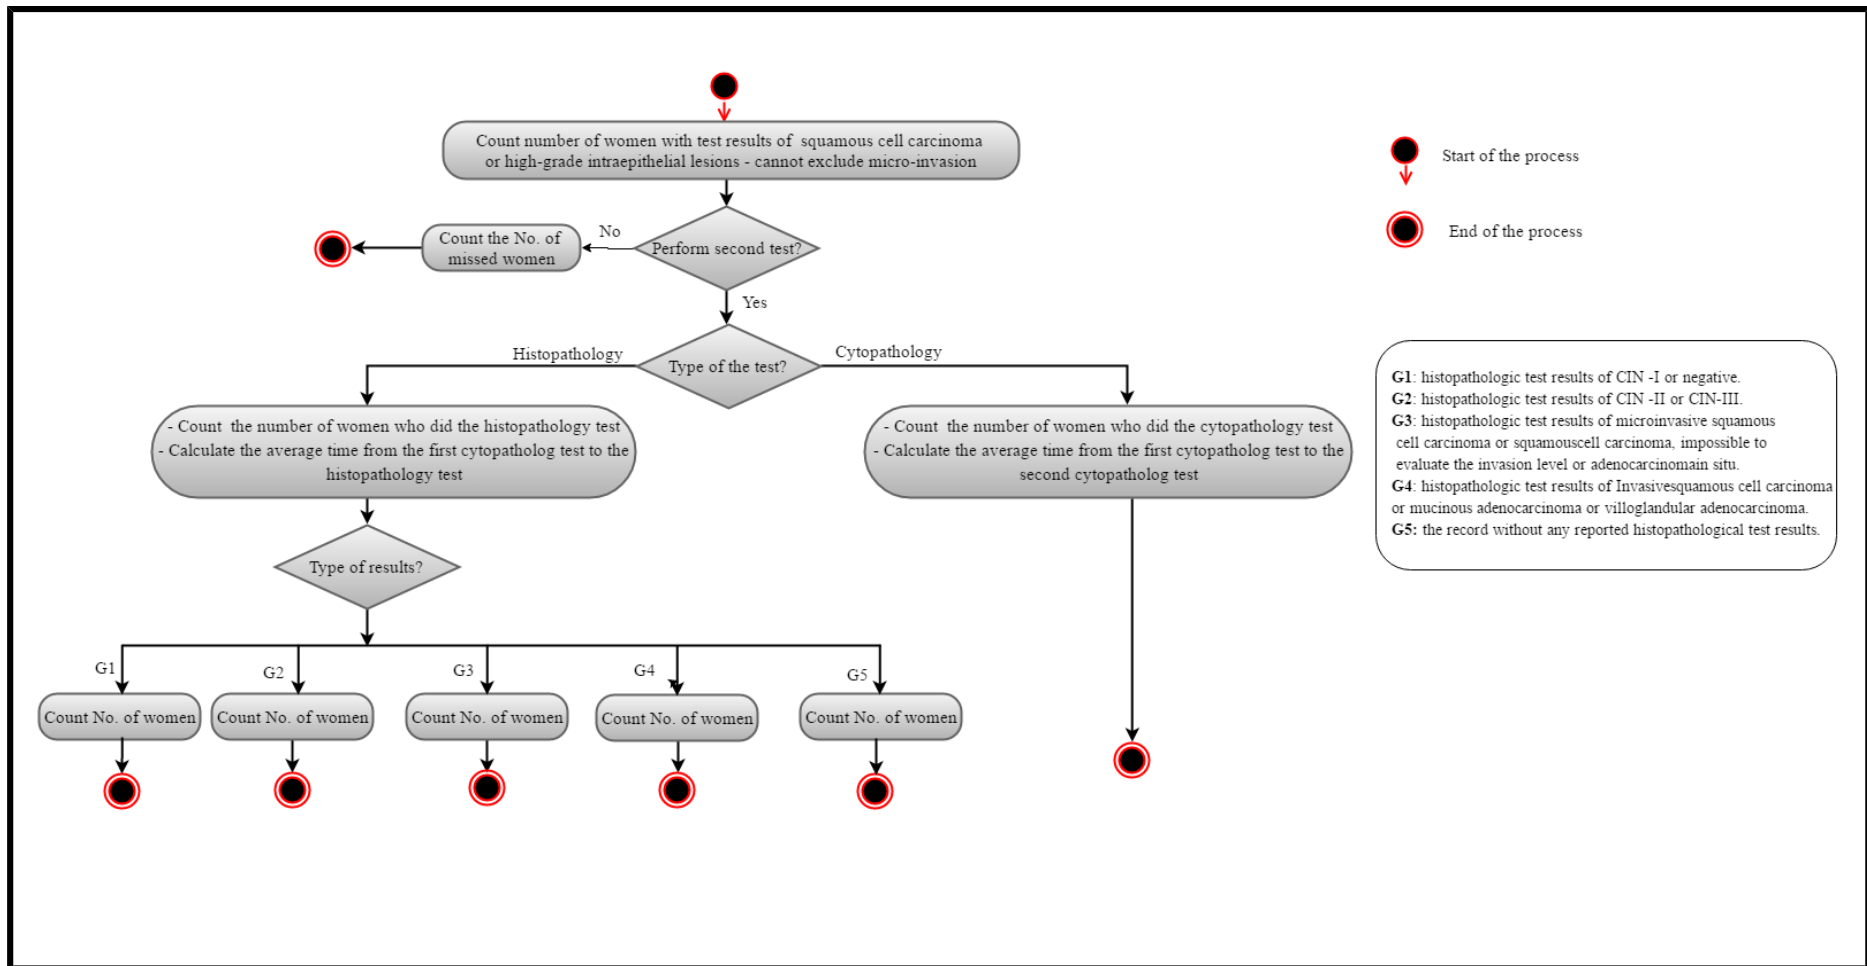 Count number of women with test results of squamous cell carcinoma
or high-grade intraepithelial lesions - cannot exclude micro-invasion
Start of the process
No
Count the No. of
missed women
Perform second test?
End of the process
Yes
Histopathology
Type of the test?
Cytopathology
- Count the number of women who did the histopathology test
- Calculate the average time from the first cytopatholog test to the
histopathology test
- Count the number of women who did the cytopathology test
- Calculate the average time from the first cytopatholog test to the
second cytopatholog test
G1: histopathologic test results of CIN -I or negative.
G2: histopathologic test results of CIN -II or CIN-III.
G3: histopathologic test results of microinvasive squamous
cell carcinoma or squamouscell carcinoma, impossible to
evaluate the invasion level or adenocarcinomain situ.
G4: histopathologic test results of Invasivesquamous cell carcinoma
or mucinous adenocarcinoma or villoglandular adenocarcinoma.
G5: the record without any reported histopathological test results.
Type of results?
G1
G2
G3
G4
G5
Count No. of women
Count No. of women
Count No. of women
Count No. of women
Count No. of women